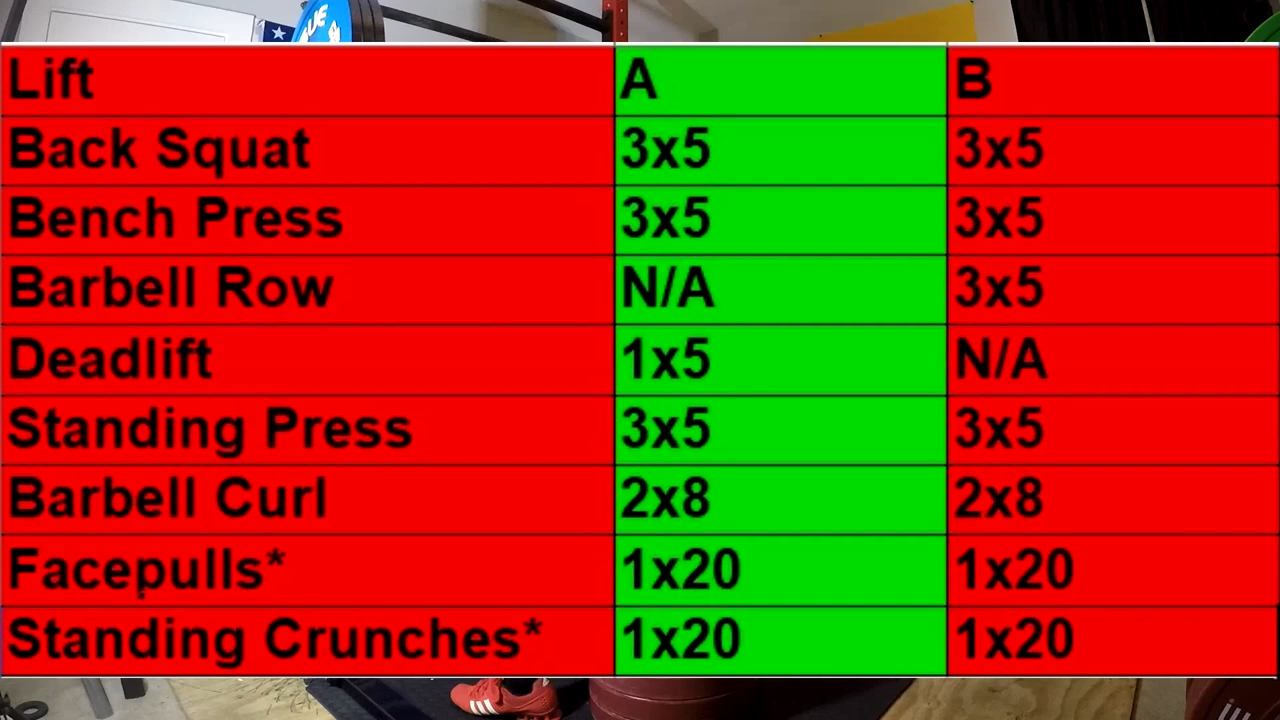 UE
Lift A B
Back Squat 3x5 3x5
Bench Press 3x5 3x5
Barbell Row N/A 3x5
Deadlift 1x5 N/A
Standing Press 3x5 3x5
Barbell Curl 2x8 2x8
Facepulls* 1x20 1x20
Standing Crunches* 1x20 1x20